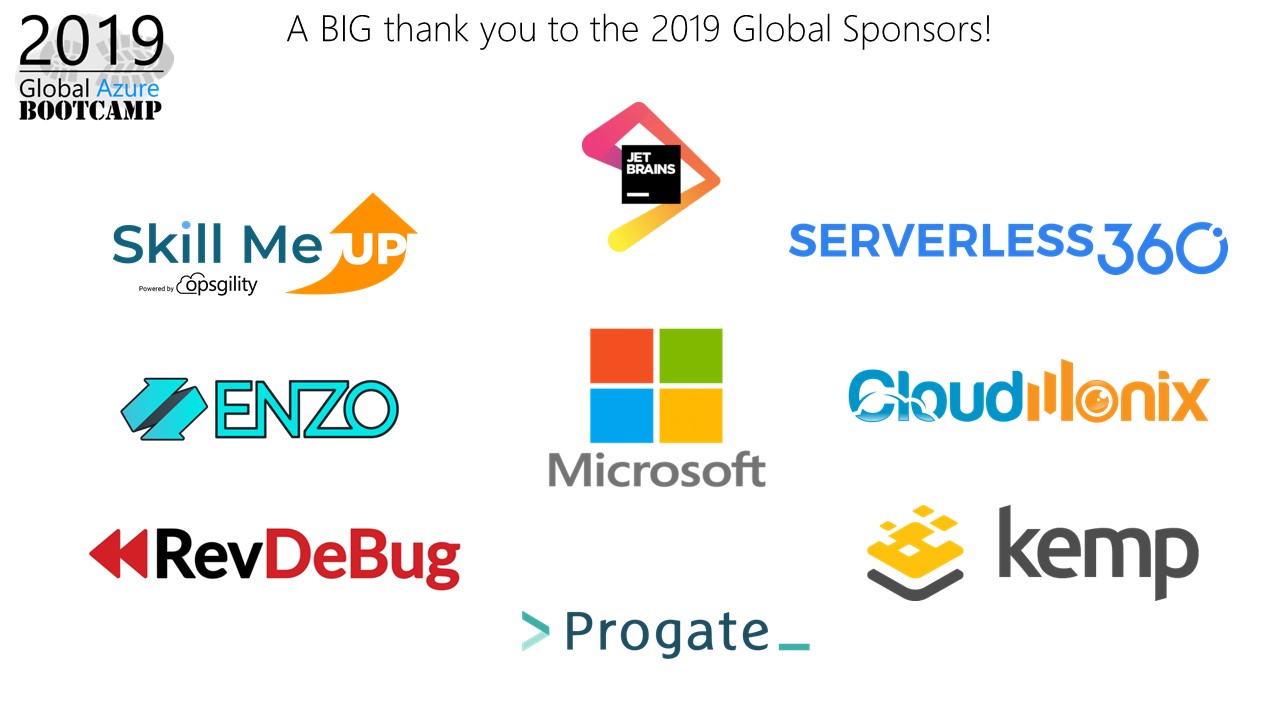 2019
Global Azure
BOOTCAMP
A BIG thank you to the 2019 Global Sponsors!
JET
BRAINS
Skill Me UP
Powered by opsgility
SERVERLESS360
ENZO
Microsoft
CloudMonix
RevDeBug
kemp
>Progate_